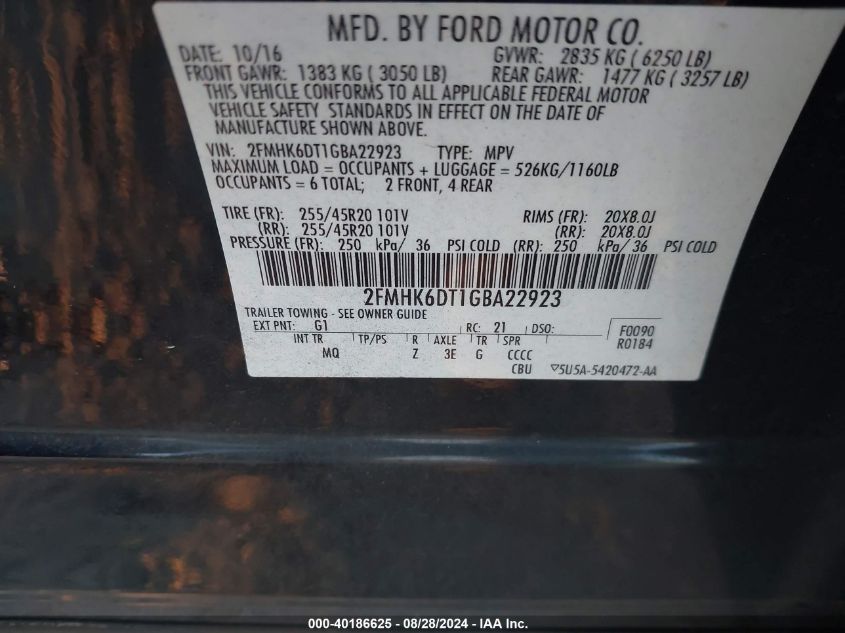 MFD. BY FORD MOTOR CO.
DATE: 10/16 GVWR: 2835 KG ( 6250 LB)
FRONT GAWR: 1383 KG ( 3050 LB) REAR GAWR: 1477 KG ( 3257 LB)
THIS VEHICLE CONFORMS TO ALL APPLICABLE FEDERAL MOTOR
VEHICLE SAFETY STANDARDS IN EFFECT ON THE DATE OF
MANUFACTURE SHOWN ABOVE.
VIN: 2FMHK6DT1GBA22923 TYPE: MPV
MAXIMUM LOAD = OCCUPANTS + LUGGAGE = 526KG/1160LB
OCCUPANTS = 6 TOTAL; 2 FRONT, 4 REAR
TIRE (FR): 255/45R20 101V RIMS (FR): 20X8.0J
(RR): 255/45R20 101V (RR): 20X8.0J
PRESSURE (FR): 250 kPa/ 36 PSI COLD (RR): 250 kPa/ 36 PSI COLD
2FMHK6DT1GBA22923
TRAILER TOWING - SEE OWNER GUIDE
EXT PNT: G1 RC: 21 DSO: F0090
INT TR TP/PS R AXLE TR SPR R0184
MQ Z 3E G CCCC
CBU ▽5U5A-5420472-AA
000-40186625 - 08/28/2024 - IAA Inc.